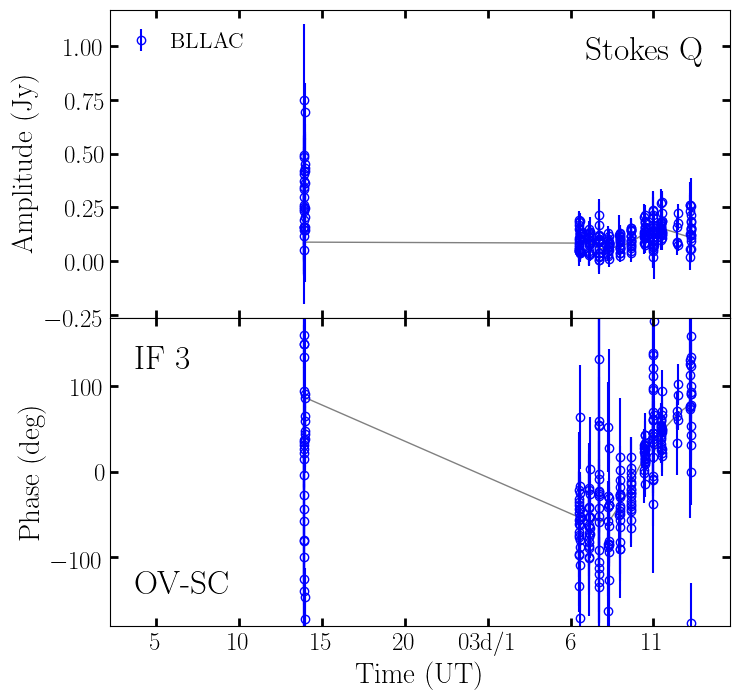 BLLAC
Stokes Q
1.00
0.75
0.50
0.25
0.00
−0.25
Amplitude (Jy)
IF 3
100
0
−100
Phase (deg)
OV-SC
5 10 15 20 03d/1 6 11
Time (UT)